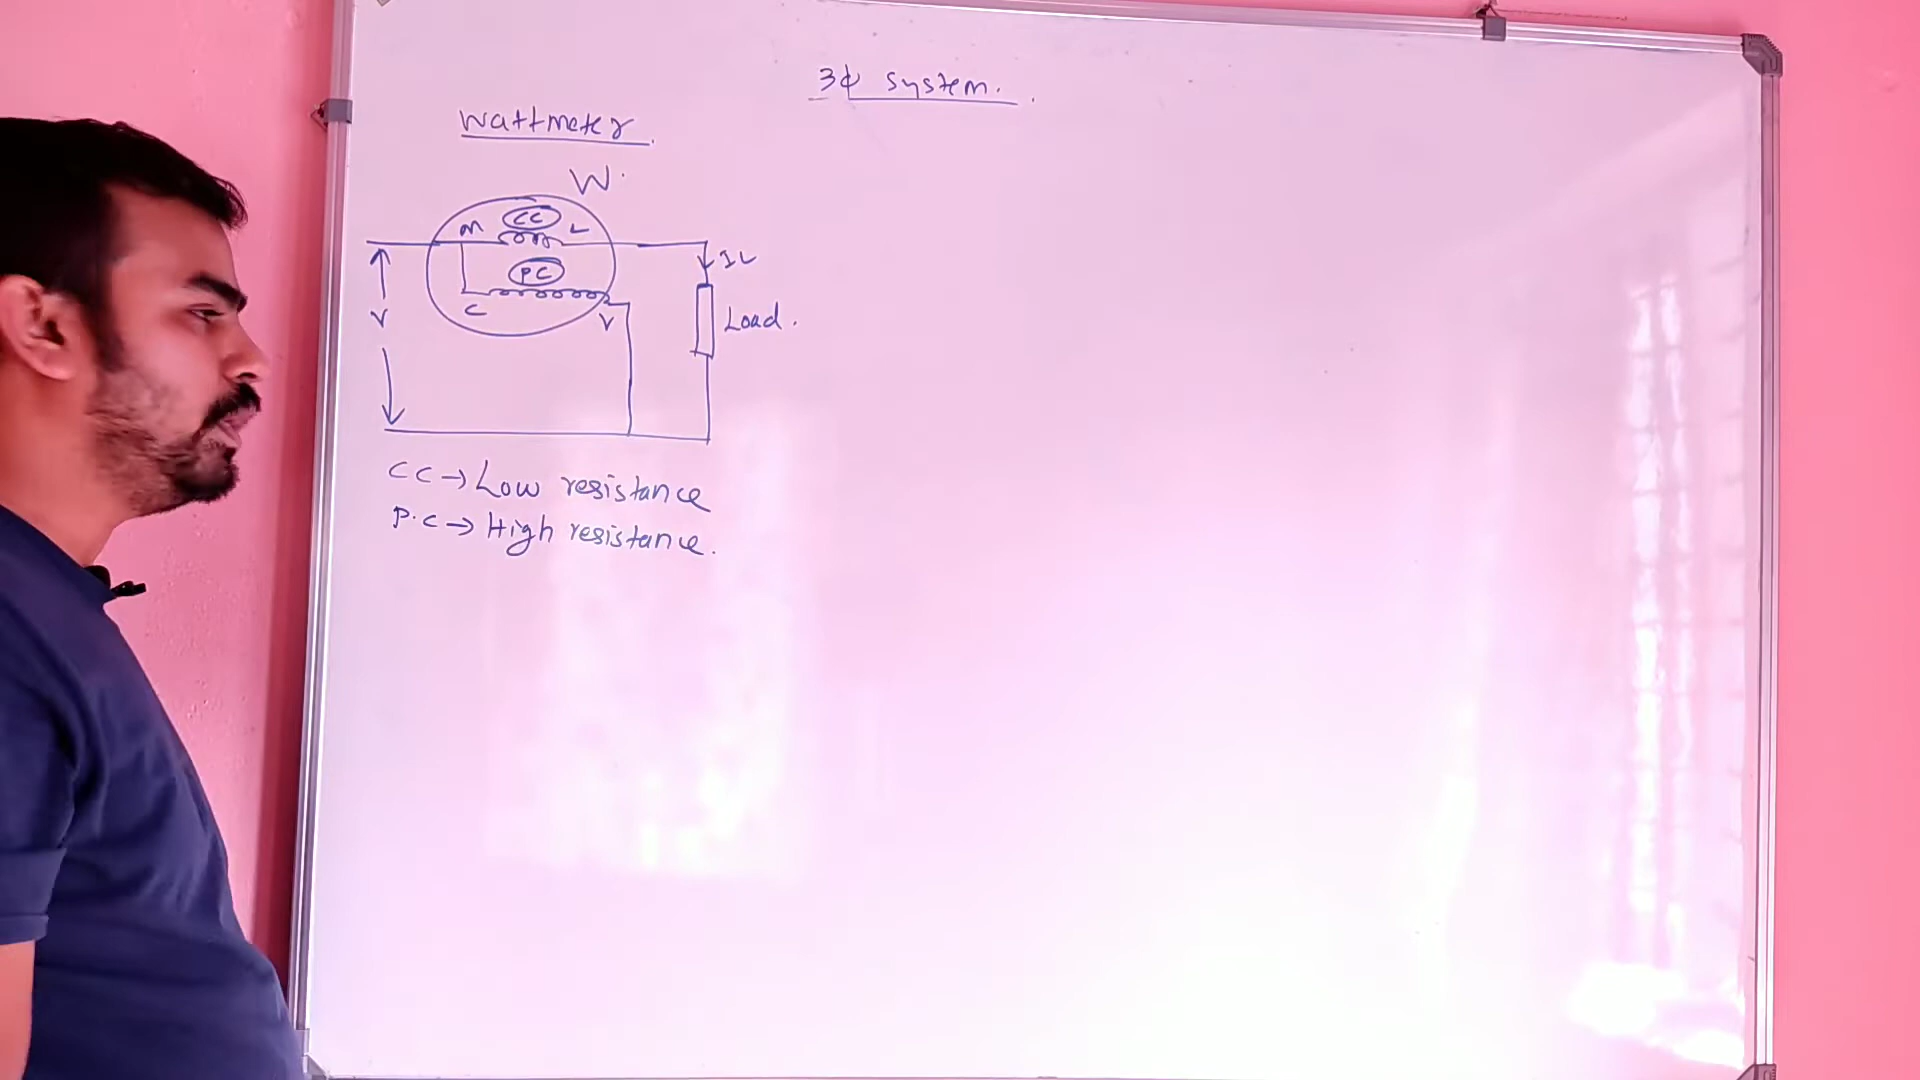 3ϕ system.
Wattmeter.
W.
M CC L
PC
C V
V
IL
Load.
CC → Low resistance
P.C → High resistance.